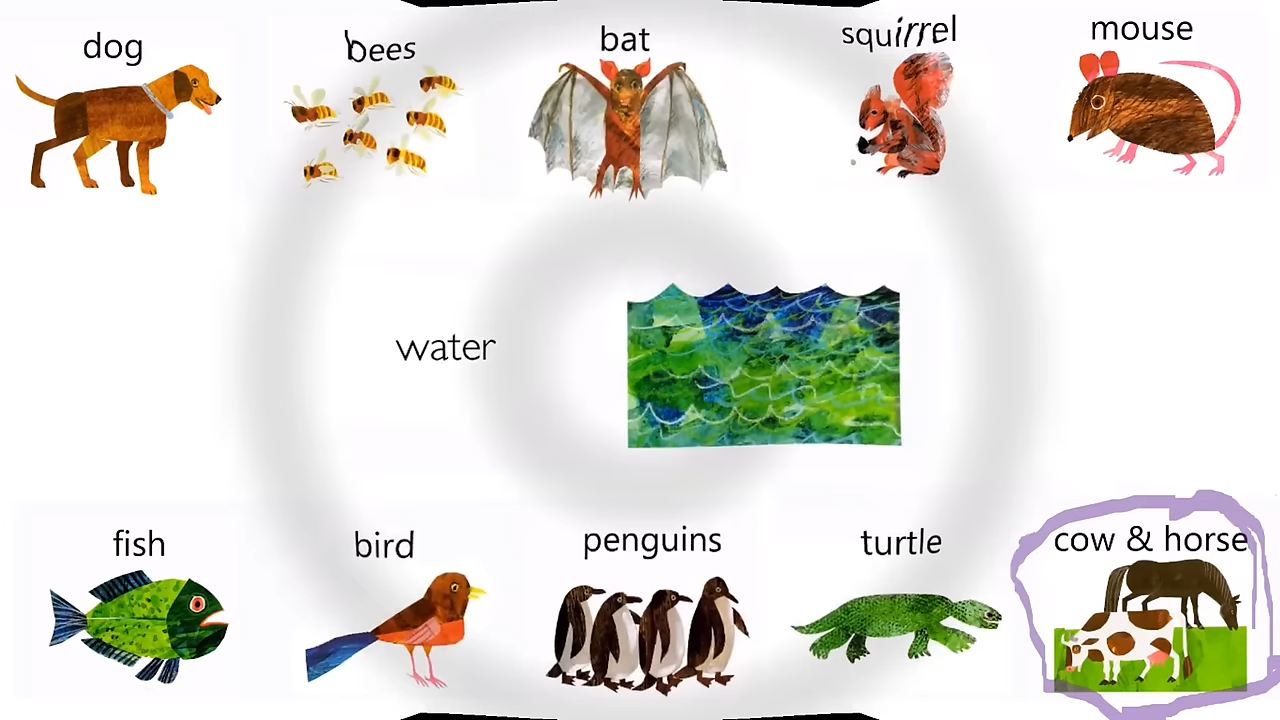 dog
bees
bat
squirrel
mouse
water
fish
bird
penguins
turtle
cow & horse